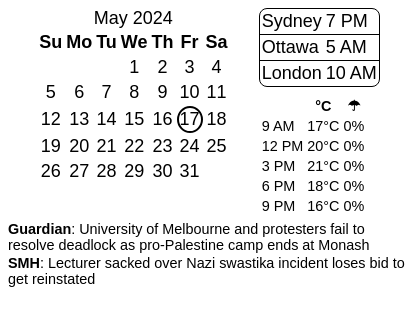 May 2024
Su Mo Tu We Th Fr Sa
1 2 3 4
5 6 7 8 9 10 11
12 13 14 15 16 17 18
19 20 21 22 23 24 25
26 27 28 29 30 31
Sydney 7 PM
Ottawa 5 AM
London 10 AM
°C ☂
9 AM 17°C 0%
12 PM 20°C 0%
3 PM 21°C 0%
6 PM 18°C 0%
9 PM 16°C 0%
Guardian: University of Melbourne and protesters fail to
resolve deadlock as pro-Palestine camp ends at Monash
SMH: Lecturer sacked over Nazi swastika incident loses bid to
get reinstated